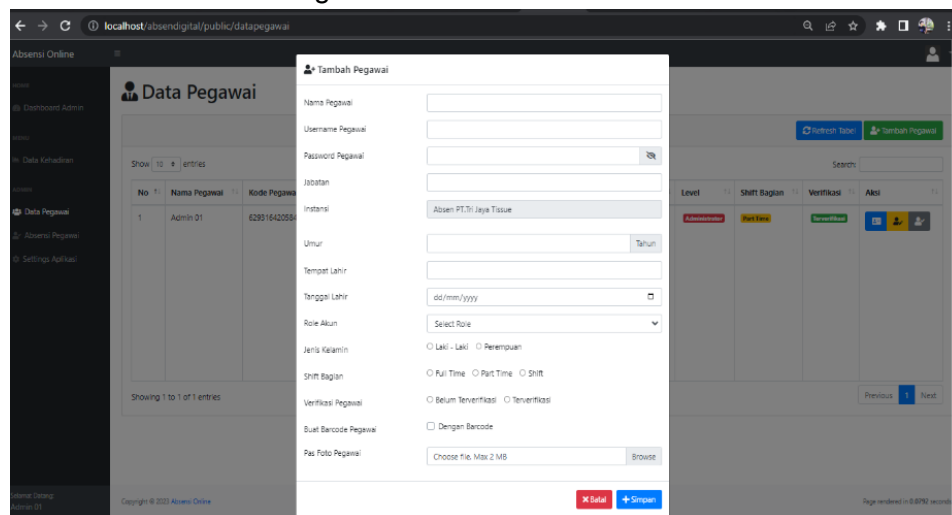 localhost/absendigital/public/datapegawai
Absensi Online
Dashboard Admin
Data Kehadiran
Data Pegawai
Absensi Pegawai
Settings Aplikasi
Selamat Datang:
Admin 01
Data Pegawai
Refresh Tabel
Tambah Pegawai
Show 10 entries
Search:
No Nama Pegawai Kode Pegawa Level Shift Bagian Verifikasi Aksi
1 Admin 01 Administrator Part Time Terverifikasi
Showing 1 to 1 of 1 entries
Previous 1 Next
Copyright © 2023 Absensi Online
Page rendered in seconds
Tambah Pegawai
Nama Pegawai
Username Pegawai
Password Pegawai
Jabatan
Instansi Absen PT.Tri Jaya Tissue
Umur Tahun
Tempat Lahir
Tanggal Lahir dd/mm/yyyy
Role Akun Select Role
Jenis Kelamin Laki - Laki Perempuan
Shift Bagian Full Time Part Time Shift
Verifikasi Pegawai Belum Terverifikasi Terverifikasi
Buat Barcode Pegawai Dengan Barcode
Pas Foto Pegawai Choose file, Max 2 MB Browse
Batal Simpan